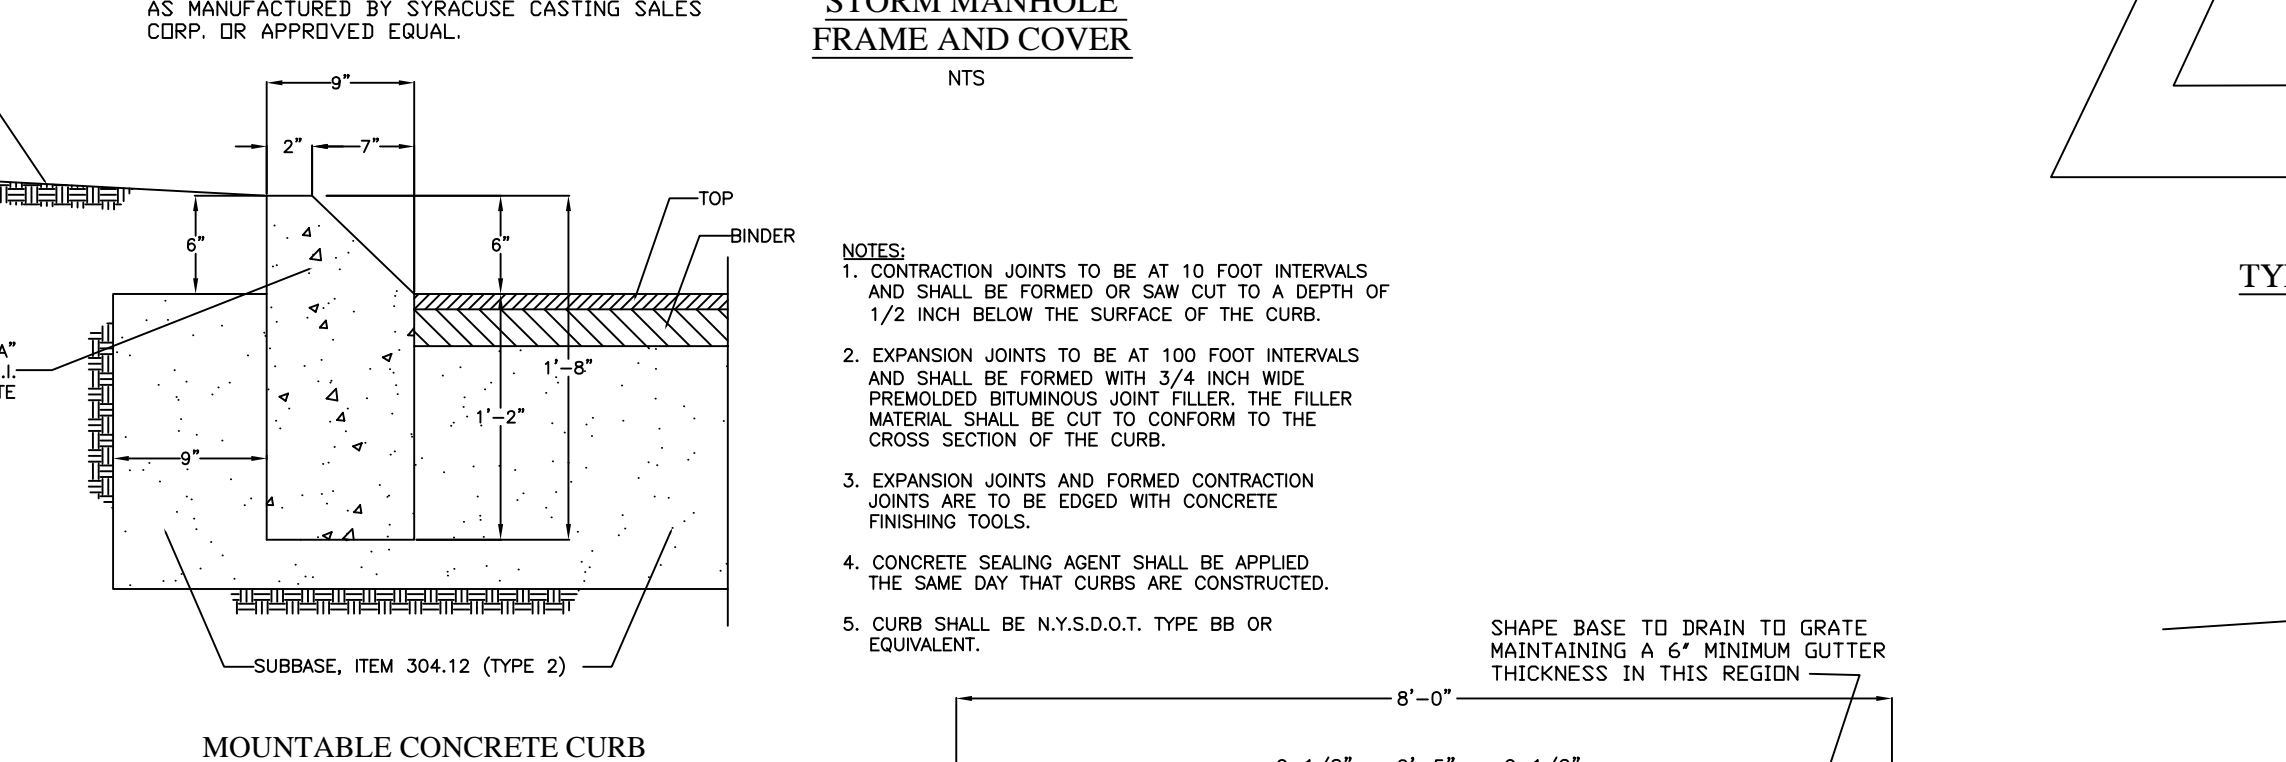 AS MANUFACTURED BY SYRACUSE CASTING SALES
CORP. OR APPROVED EQUAL.
STORM MANHOLE
FRAME AND COVER
NTS
9"
2"
7"
TOP
BINDER
6"
6"
1'-8"
1'-2"
9"
A"
.I.
TE
SUBBASE, ITEM 304.12 (TYPE 2)
MOUNTABLE CONCRETE CURB
NOTES:
1. CONTRACTION JOINTS TO BE AT 10 FOOT INTERVALS
AND SHALL BE FORMED OR SAW CUT TO A DEPTH OF
1/2 INCH BELOW THE SURFACE OF THE CURB.
2. EXPANSION JOINTS TO BE AT 100 FOOT INTERVALS
AND SHALL BE FORMED WITH 3/4 INCH WIDE
PREMOLDED BITUMINOUS JOINT FILLER. THE FILLER
MATERIAL SHALL BE CUT TO CONFORM TO THE
CROSS SECTION OF THE CURB.
3. EXPANSION JOINTS AND FORMED CONTRACTION
JOINTS ARE TO BE EDGED WITH CONCRETE
FINISHING TOOLS.
4. CONCRETE SEALING AGENT SHALL BE APPLIED
THE SAME DAY THAT CURBS ARE CONSTRUCTED.
5. CURB SHALL BE N.Y.S.D.O.T. TYPE BB OR
EQUIVALENT.
SHAPE BASE TO DRAIN TO GRATE
MAINTAINING A 6" MINIMUM GUTTER
THICKNESS IN THIS REGION
8'-0"
TY